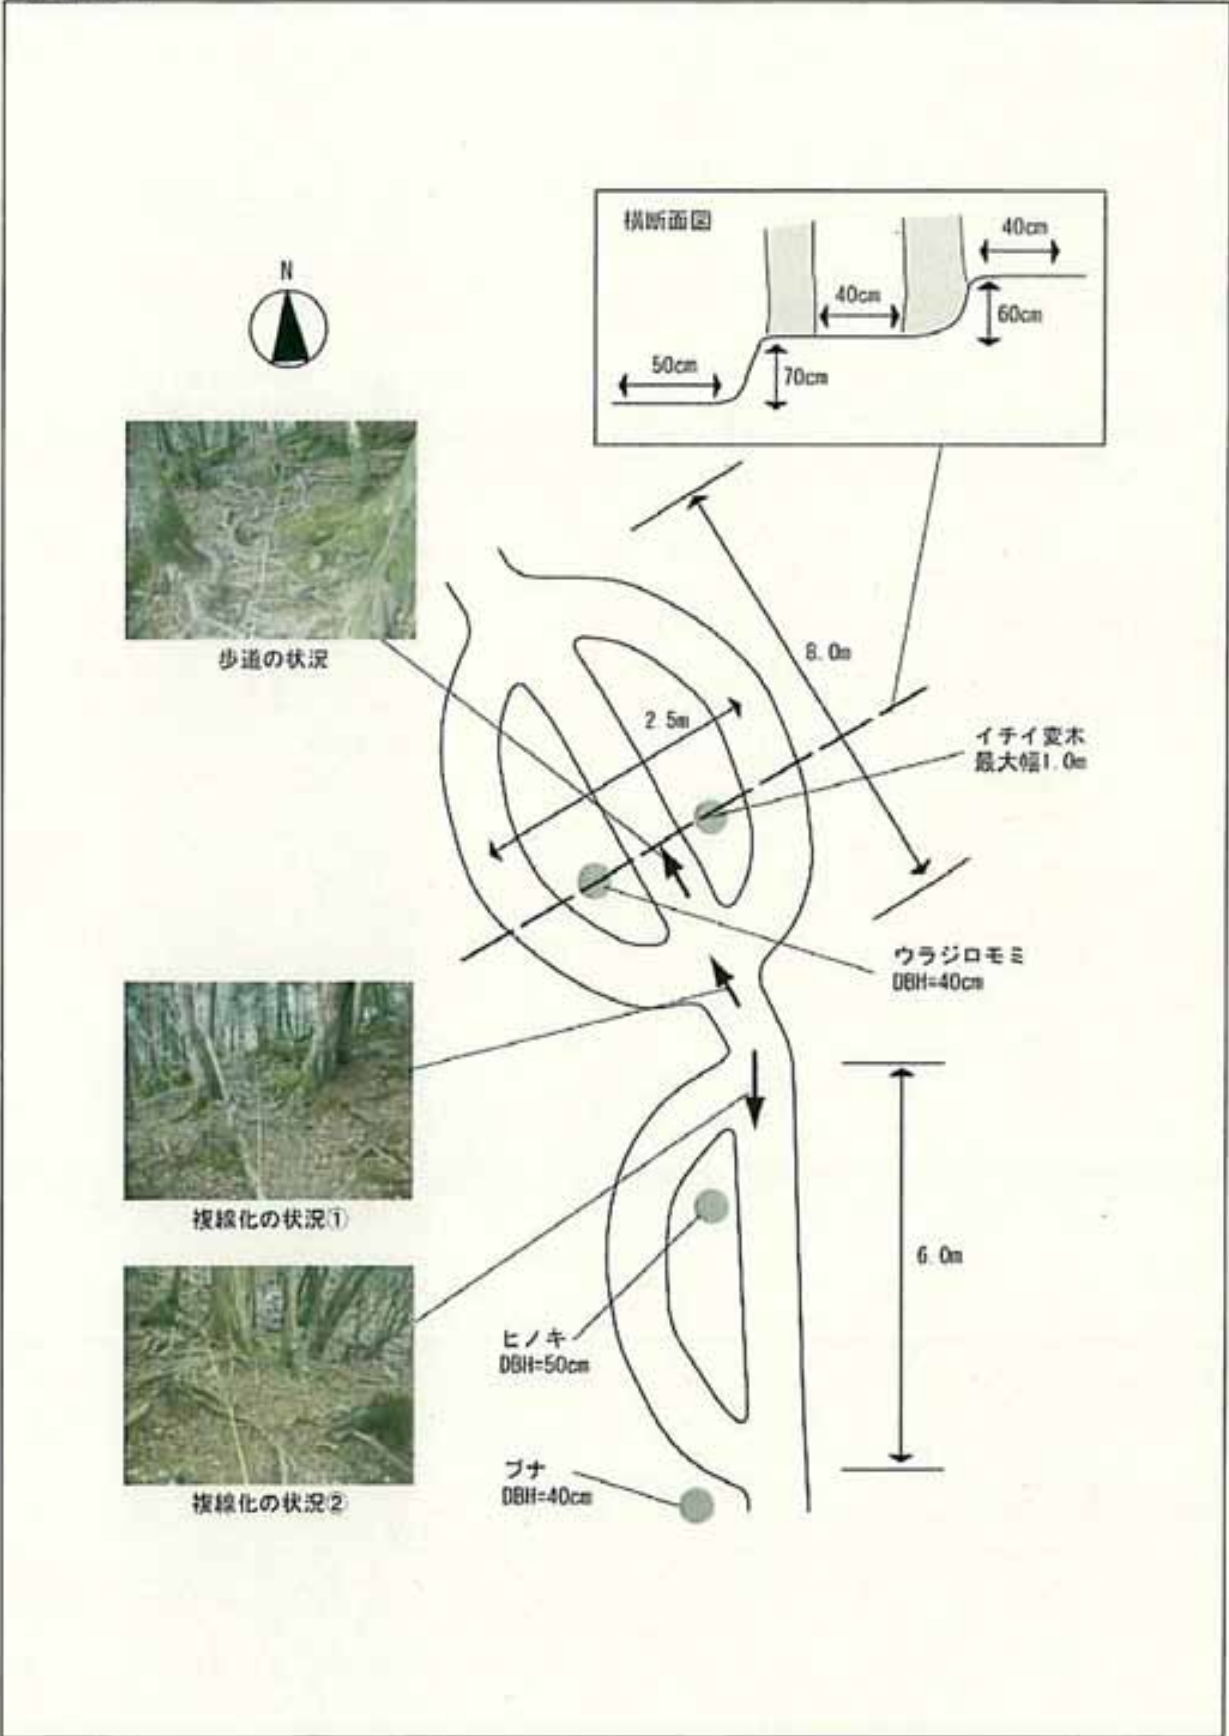 横断面図
40cm
40cm
60cm
50cm
70cm
N
歩道の状況
8.0m
2.5m
イチイ変木
最大幅1.0m
ウラジロモミ
DBH=40cm
複線化の状況①
6.0m
ヒノキ
DBH=50cm
複線化の状況②
ブナ
DBH=40cm